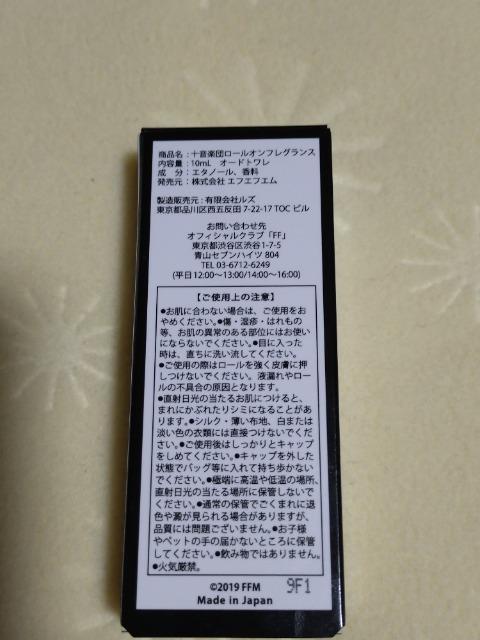 商品名：十音楽団ロールオンフレグランス
内容量：10mL　オードトワレ
成　分：エタノール、香料
発売元：株式会社 エフエフエム
製造販売元：有限会社ルズ
東京都品川区西五反田 7-22-17 TOC ビル
お問い合わせ先
オフィシャルクラブ「FF」
東京都渋谷区渋谷1-7-5
青山セブンハイツ 804
TEL 03-6712-6249
(平日12:00〜13:00/14:00〜16:00)
【ご使用上の注意】
●お肌に合わない場合は、ご使用をお
やめください。●傷・湿疹・はれもの
等、お肌の異常のある部位にはお使い
にならないでください。●目に入った
時は、直ちに洗い流してください。
●ご使用の際はロールを強く皮膚に押
しつけないでください。液漏れやロー
ルの不具合の原因となります。
●直射日光の当たるお肌につけると、
まれにかぶれたりシミになることがあ
ります。●シルク・薄い布地、白または
淡い色の衣類には直接つけないでくだ
さい。●ご使用後はしっかりとキャップ
をしめてください。●キャップを外した
状態でバッグ等に入れて持ち歩かない
でください。●極端に高温や低温の場所、
直射日光の当たる場所に保管しないで
ください。●通常の保管でごくまれに退
色や澱が見られる場合がありますが、
品質には問題ございません。●お子様
やペットの手の届かないところに保管
してください。●飲み物ではありません。
●火気厳禁。
©2019 FFM
9F1
Made in Japan